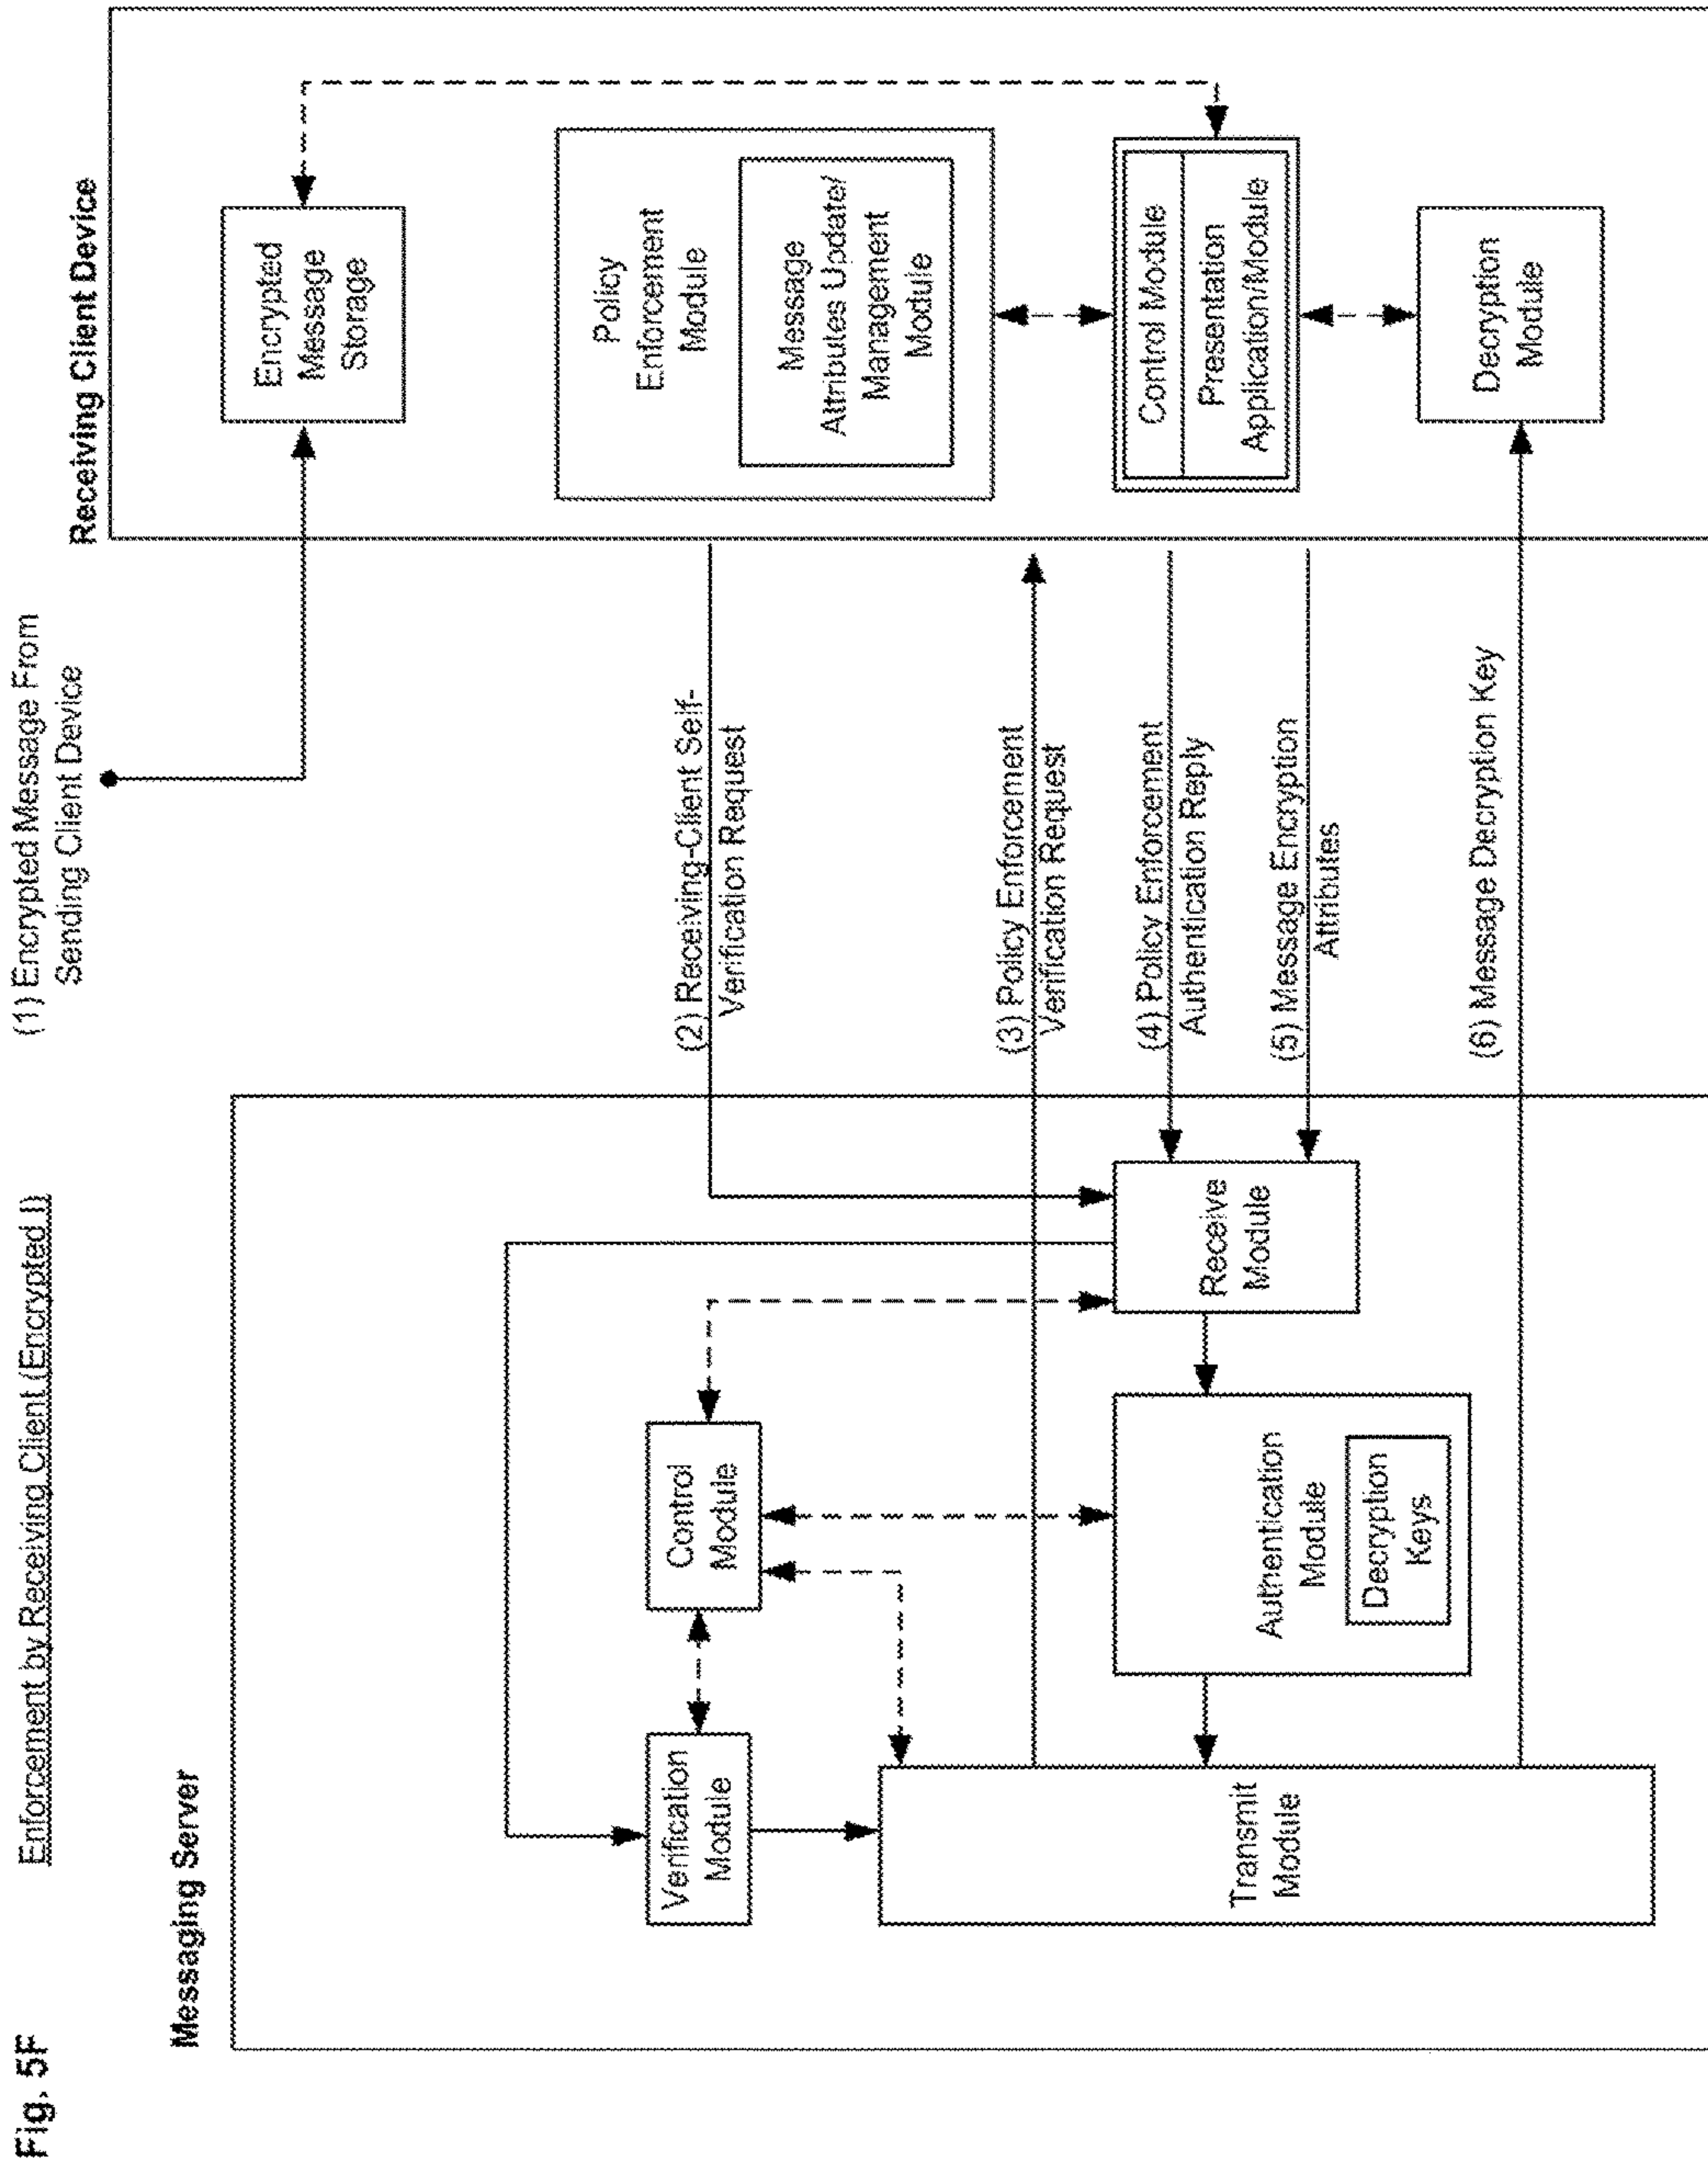 Fig. 5F
Enforcement by Receiving Client (Encrypted I)
(1) Encrypted Message From
Sending Client Device
Messaging Server
Receiving Client Device
Verification
Module
Control
Module
Transmit
Module
Authentication
Module
Decryption
Keys
Receive
Module
(2) Receiving-Client Self-
Verification Request
(3) Policy Enforcement
Verification Request
(4) Policy Enforcement
Authentication Reply
(5) Message Encryption
Attributes
(6) Message Decryption Key
Encrypted
Message
Storage
Policy
Enforcement
Module
Message
Attributes Update/
Management
Module
Control Module
Presentation
Application/Module
Decryption
Module